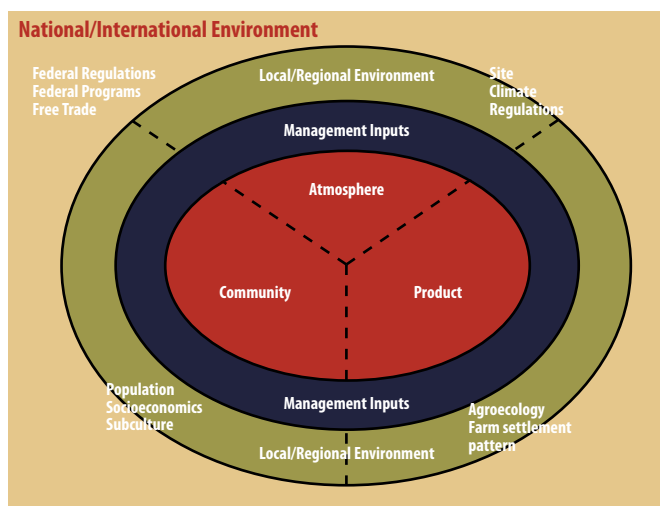 National/International Environment
Federal Regulations
Federal Programs
Free Trade
Local/Regional Environment
Site
Climate
Regulations
Management Inputs
Atmosphere
Community
Product
Population
Socioeconomics
Subculture
Management Inputs
Agroecology
Farm settlement
pattern
Local/Regional Environment